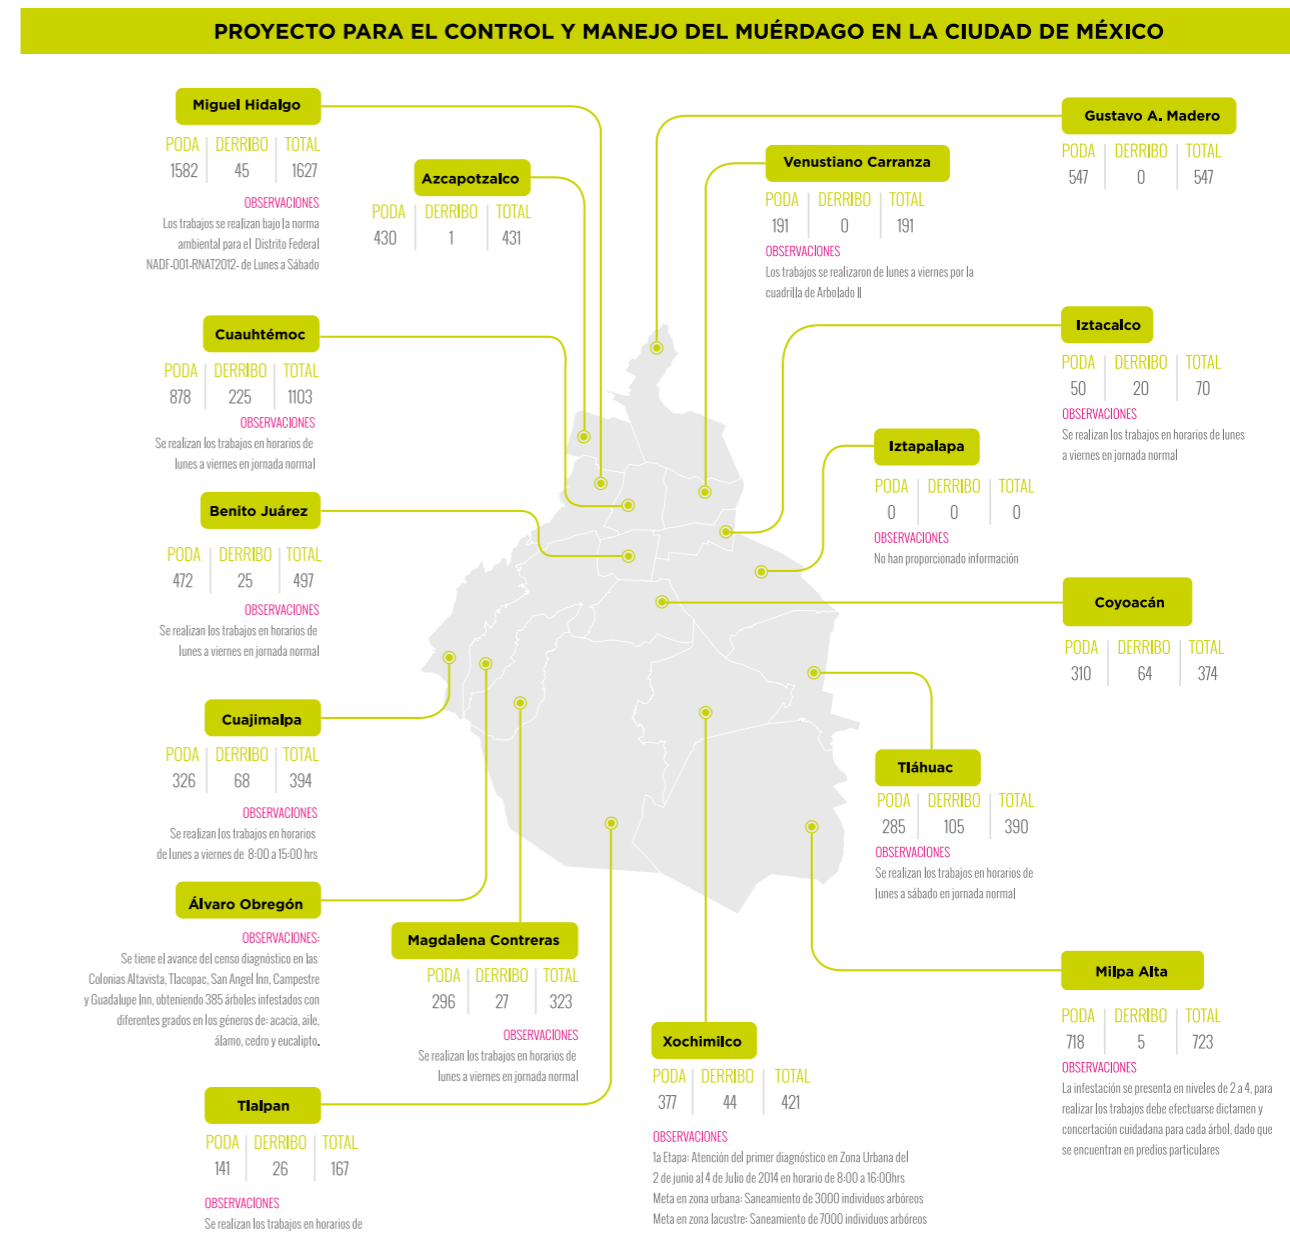 PROYECTO PARA EL CONTROL Y MANEJO DEL MUÉRDAGO EN LA CIUDAD DE MÉXICO
Miguel Hidalgo
PODA DERRIBO TOTAL
1582 45 1627
OBSERVACIONES
Los trabajos se realizan bajo la norma
ambiental para el Distrito Federal
NADF-001-RNAT2012- de Lunes a Sábado
Azcapotzalco
PODA DERRIBO TOTAL
430 1 431
Venustiano Carranza
PODA DERRIBO TOTAL
191 0 191
OBSERVACIONES
Los trabajos se realizaron de lunes a viernes por la
cuadrilla de Arbolado II
Gustavo A. Madero
PODA DERRIBO TOTAL
547 0 547
Cuauhtémoc
PODA DERRIBO TOTAL
878 225 1103
OBSERVACIONES
Se realizan los trabajos en horarios de
lunes a viernes en jornada normal
Iztacalco
PODA DERRIBO TOTAL
50 20 70
OBSERVACIONES
Se realizan los trabajos en horarios de lunes
a viernes en jornada normal
Iztapalapa
PODA DERRIBO TOTAL
0 0 0
OBSERVACIONES
No han proporcionado información
Benito Juárez
PODA DERRIBO TOTAL
472 25 497
OBSERVACIONES
Se realizan los trabajos en horarios de
lunes a viernes en jornada normal
Coyoacán
PODA DERRIBO TOTAL
310 64 374
Cuajimalpa
PODA DERRIBO TOTAL
326 68 394
OBSERVACIONES
Se realizan los trabajos en horarios
de lunes a viernes de 8:00 a 15:00 hrs
Tláhuac
PODA DERRIBO TOTAL
285 105 390
OBSERVACIONES
Se realizan los trabajos en horarios de
lunes a sábado en jornada normal
Álvaro Obregón
OBSERVACIONES:
Se tiene el avance del censo diagnóstico en las
Colonias Altavista, Tlacopac, San Angel Inn, Campestre
y Guadalupe Inn, obteniendo 385 árboles infestados con
diferentes grados en los géneros de: acacia, aile,
álamo, cedro y eucalipto.
Magdalena Contreras
PODA DERRIBO TOTAL
296 27 323
OBSERVACIONES
Se realizan los trabajos en horarios de
lunes a viernes en jornada normal
Milpa Alta
PODA DERRIBO TOTAL
718 5 723
OBSERVACIONES
La infestación se presenta en niveles de 2 a 4, para
realizar los trabajos debe efectuarse dictamen y
concertación cuidadana para cada árbol, dado que
se encuentran en predios particulares
Xochimilco
PODA DERRIBO TOTAL
377 44 421
OBSERVACIONES
1a Etapa: Atención del primer diagnóstico en Zona Urbana del
2 de junio al 4 de Julio de 2014 en horario de 8:00 a 16:00hrs
Meta en zona urbana: Saneamiento de 3000 individuos arbóreos
Meta en zona lacustre: Saneamiento de 7000 individuos arbóreos
Tlalpan
PODA DERRIBO TOTAL
141 26 167
OBSERVACIONES
Se realizan los trabajos en horarios de